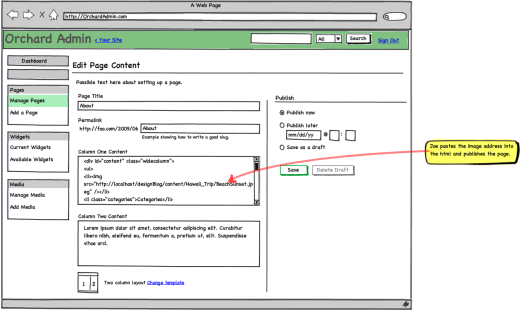 A Web Page
http://OrchardAdmin.com
Orchard Admin < Your Site
All
Search
Sign Out
Dashboard
Pages
Manage Pages
Add a Page
Widgets
Current Widgets
Available Widgets
Media
Manage Media
Add Media
Edit Page Content
Possible text here about setting up a page.
Page Title
About
Permalink
http://foo.com/2009/06 About
Example showing how to write a good slug.
Column One Content
<div id="content" class="widecolumn">
<ul>
<li><img
src="http://localhost/designBlog/content/Hawaii_Trip/BeachSunset.jp
eg" /></li>
<li class="categories">Categories</li>
Column Two Content
Lorem ipsum dolor sit amet, consectetur adipiscing elit. Curabitur
libero nibh, eleifend eu, fermentum a, pretium at, elit. Suspendisse
vitae orci.
1 2
Two column layout Change template
Publish
Publish now
Publish later
mm/dd/yy @ :
Save as a draft
Save
Delete Draft
Joe pastes the image address into
the html and publishes the page.